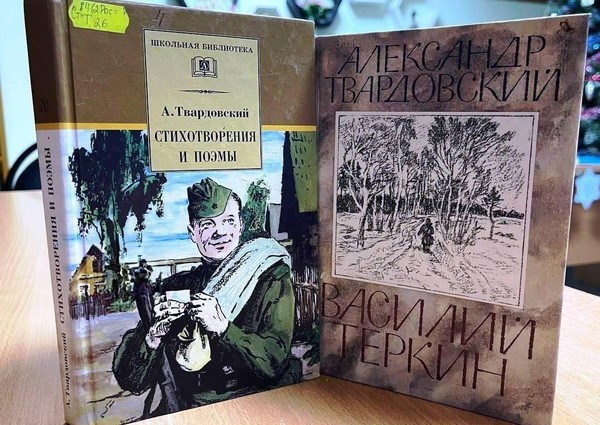 ШКОЛЬНАЯ БИБЛИОТЕКА
А. Твардовский
СТИХОТВОРЕНИЯ
И ПОЭМЫ
А. Твардовский СТИХОТВОРЕНИЯ И ПОЭМЫ
АЛЕКСАНДР
ТВАРДОВСКИЙ
ВАСИЛИЙ
ТЕРКИН